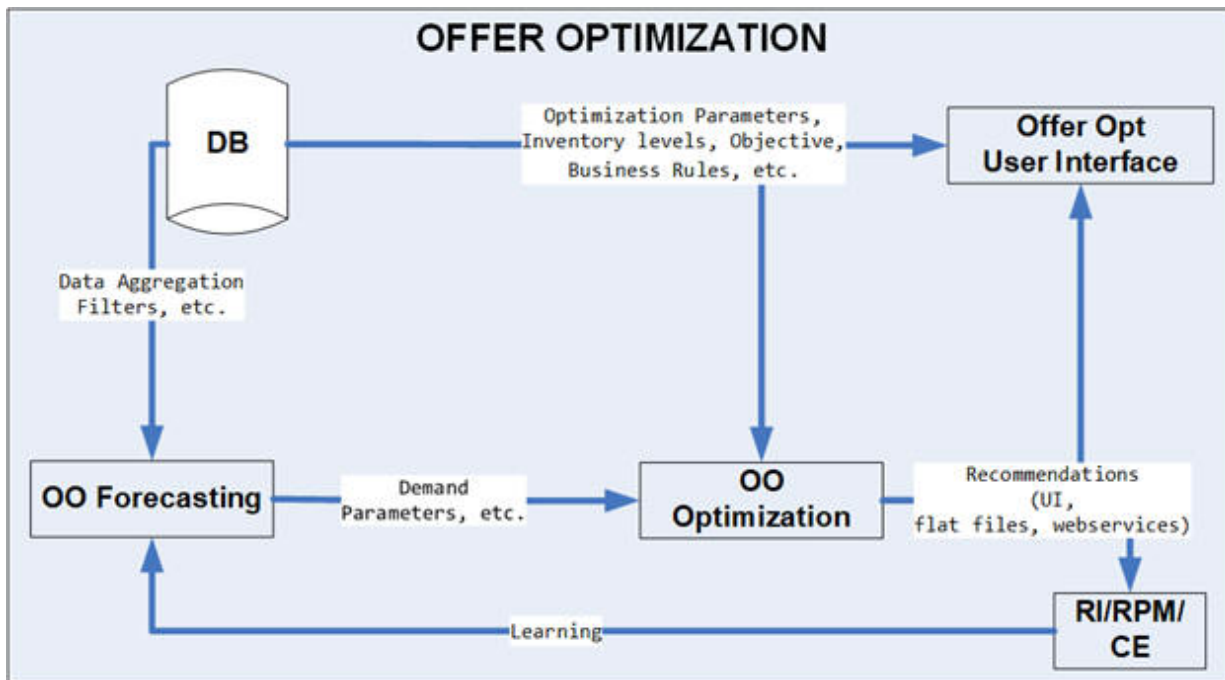 OFFER OPTIMIZATION
DB
Optimization Parameters,
Inventory levels, Objective,
Business Rules, etc.
Offer Opt
User Interface
Data Aggregation
Filters, etc.
OO Forecasting
Demand
Parameters, etc.
OO
Optimization
Recommendations
(UI,
flat files, webservices)
RI/RPM/
CE
Learning